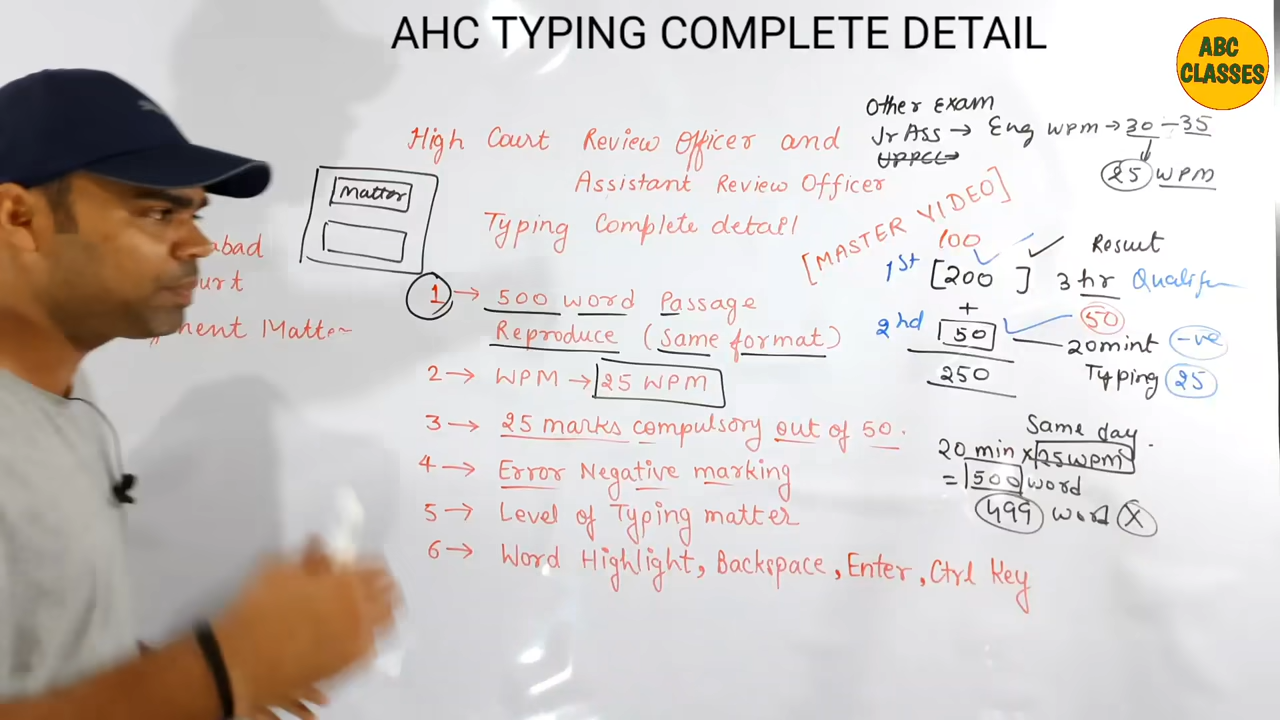 AHC TYPING COMPLETE DETAIL
ABC
CLASSES
High Court Review Officer and
Assistant Review Officer
Typing Complete detail
[MASTER VIDEO]
matter
abad
urt
ment Matter
1 → 500 word Passage
Reproduce (Same format)
2 → WPM → 25 WPM
3 → 25 marks compulsory out of 50.
4 → Error Negative marking
5 → Level of Typing matter
6 → Word Highlight, Backspace, Enter, Ctrl Key
Other Exam
Jr Ass → Eng WPM → 30 - 35
UPPCL →
25 WPM
100
Result
1st [200 ] 3 hr
+
50
2nd 50 20mint -ve
250 Typing 25
Same day.
20 min x 25WPM
= 500 word
499 word X